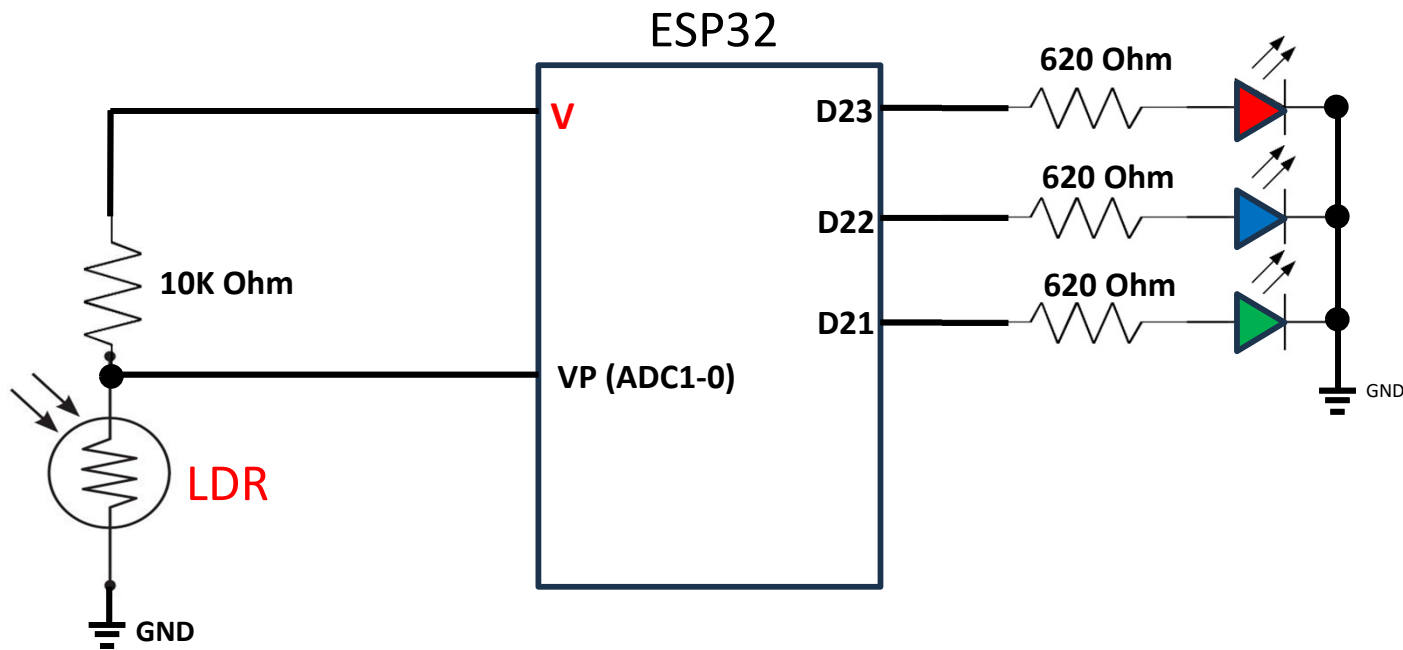 ESP32
620 Ohm
V
D23
620 Ohm
D22
10K Ohm
620 Ohm
D21
VP (ADC1-0)
GND
LDR
GND